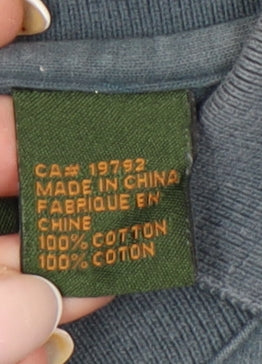 CA# 19792
MADE IN CHINA
FABRIQUE EN
CHINE
100% COTTON
100% COTON